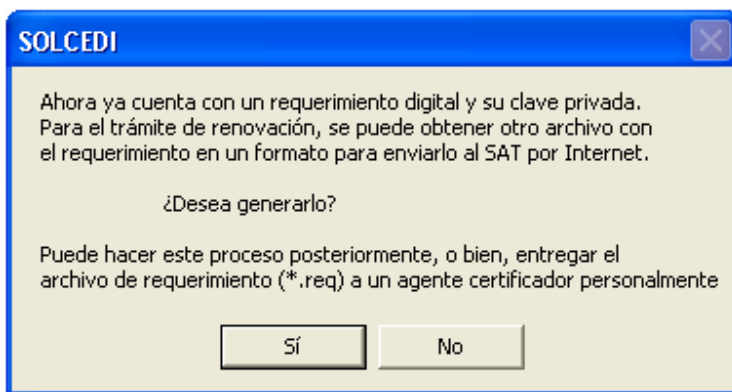 SOLCEDI
Ahora ya cuenta con un requerimiento digital y su clave privada.
Para el trámite de renovación, se puede obtener otro archivo con
el requerimiento en un formato para enviarlo al SAT por Internet.
¿Desea generarlo?
Puede hacer este proceso posteriormente, o bien, entregar el
archivo de requerimiento (*.req) a un agente certificador personalmente
Sí
No